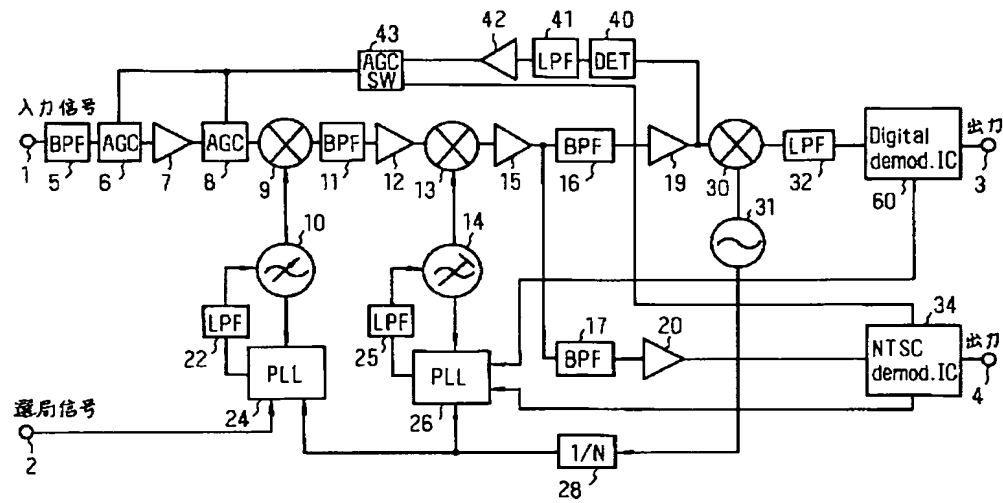 42
41
40
43
AGC
SW
LPF
DET
入力信号
1
BPF
5
AGC
6
7
AGC
8
9
BPF
11
12
13
15
BPF
16
19
30
LPF
32
Digital
demod.IC
60
出力
3
10
14
31
LPF
22
PLL
24
LPF
25
PLL
26
17
BPF
20
34
NTSC
demod.IC
出力
4
選局信号
2
1/N
28